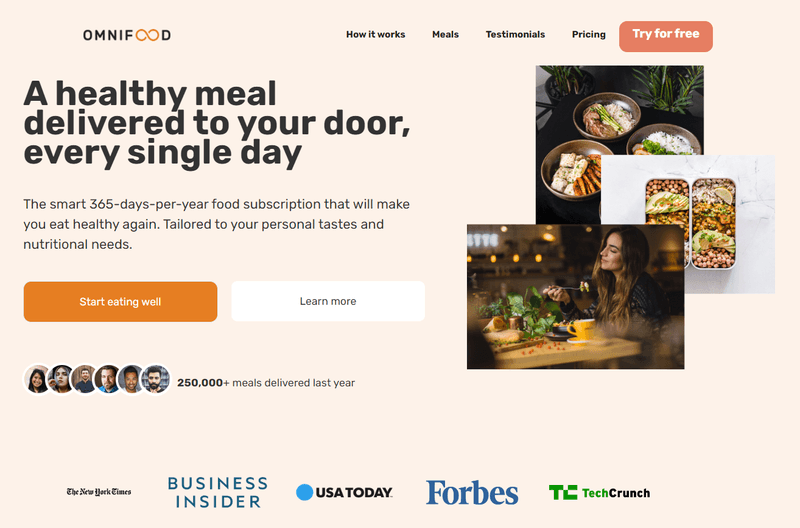 OMNIFOOD
How it works
Meals
Testimonials
Pricing
Try for free
A healthy meal
delivered to your door,
every single day
The smart 365-days-per-year food subscription that will make
you eat healthy again. Tailored to your personal tastes and
nutritional needs.
Start eating well
Learn more
250,000+ meals delivered last year
The New York Times
BUSINESS
INSIDER
USA TODAY
Forbes
TC TechCrunch